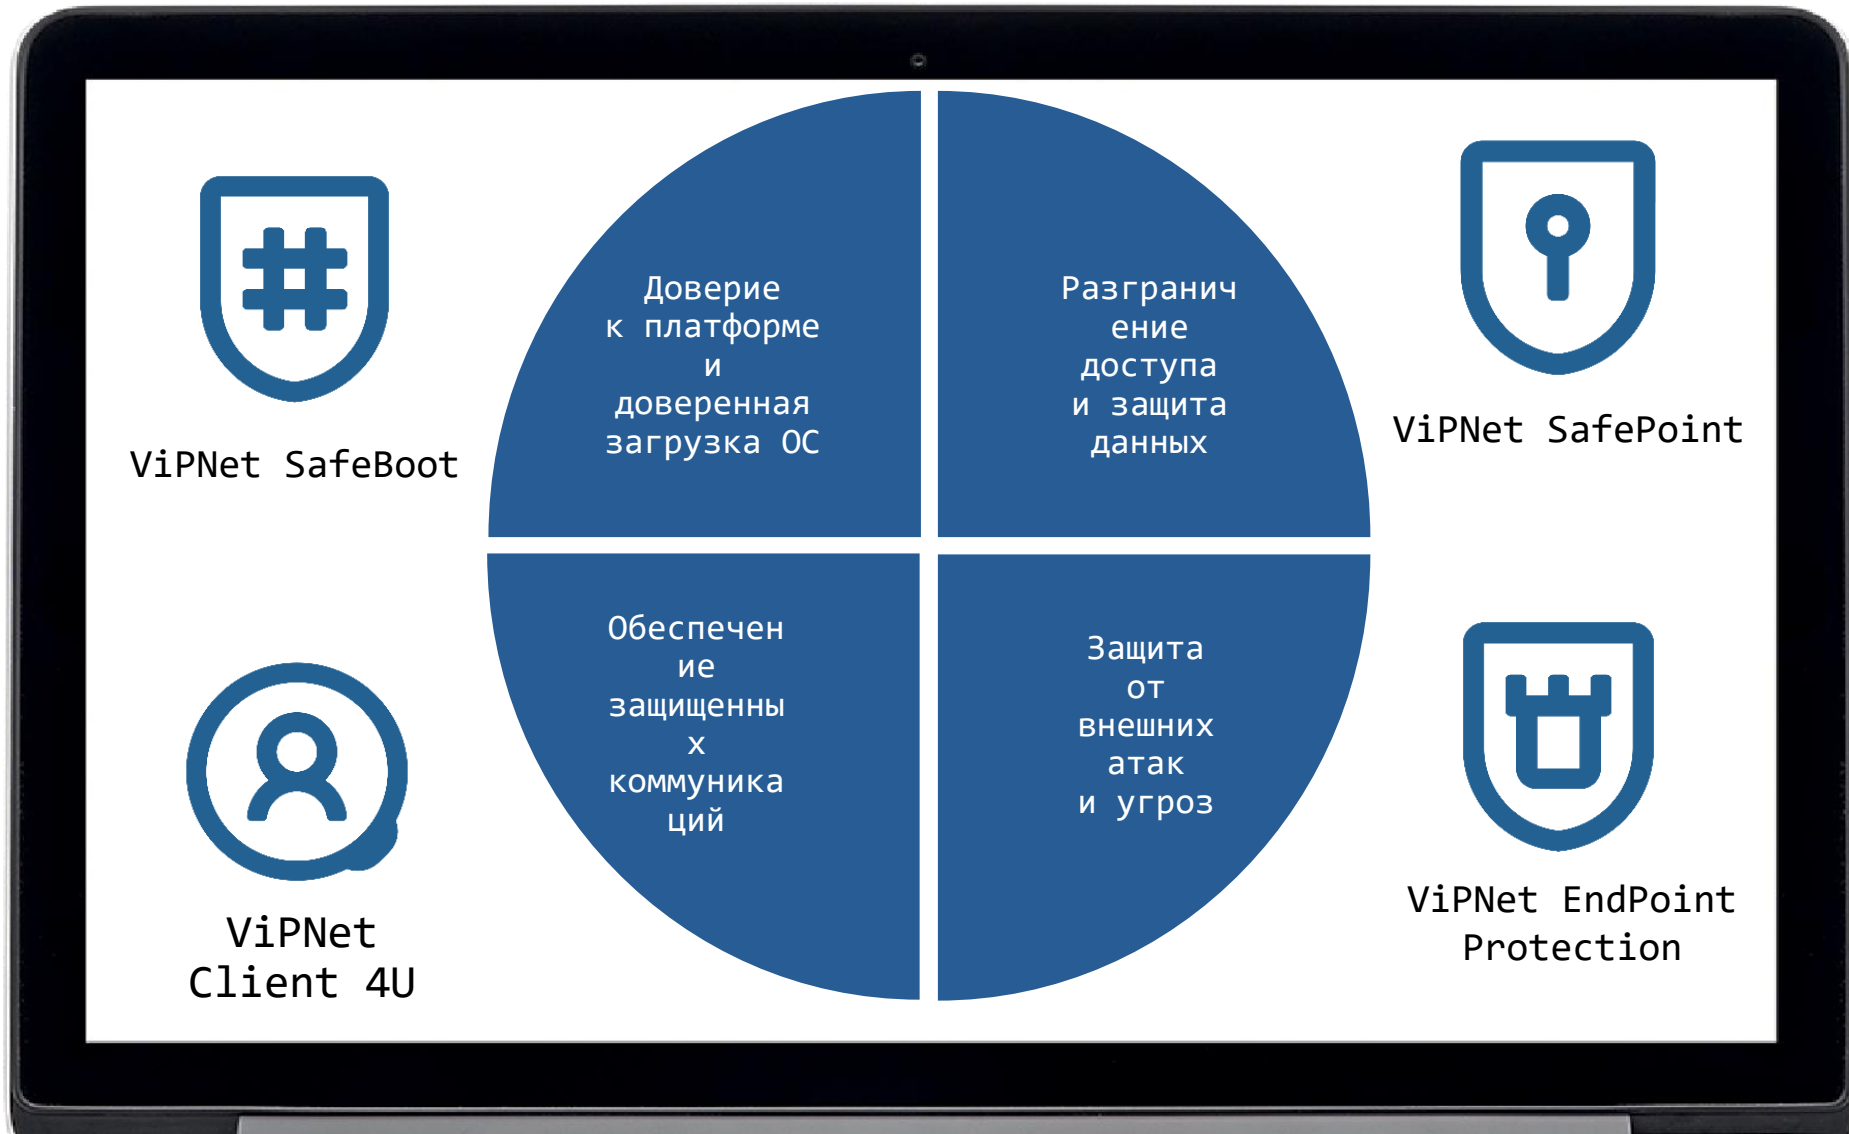 Доверие
к платформе
и
доверенная
загрузка ОС
Разгранич
ение
доступа
и защита
данных
ViPNet SafeBoot
ViPNet SafePoint
Обеспечен
ие
защищенны
х
коммуника
ций
Защита
от
внешних
атак
и угроз
ViPNet
Client 4U
ViPNet EndPoint
Protection